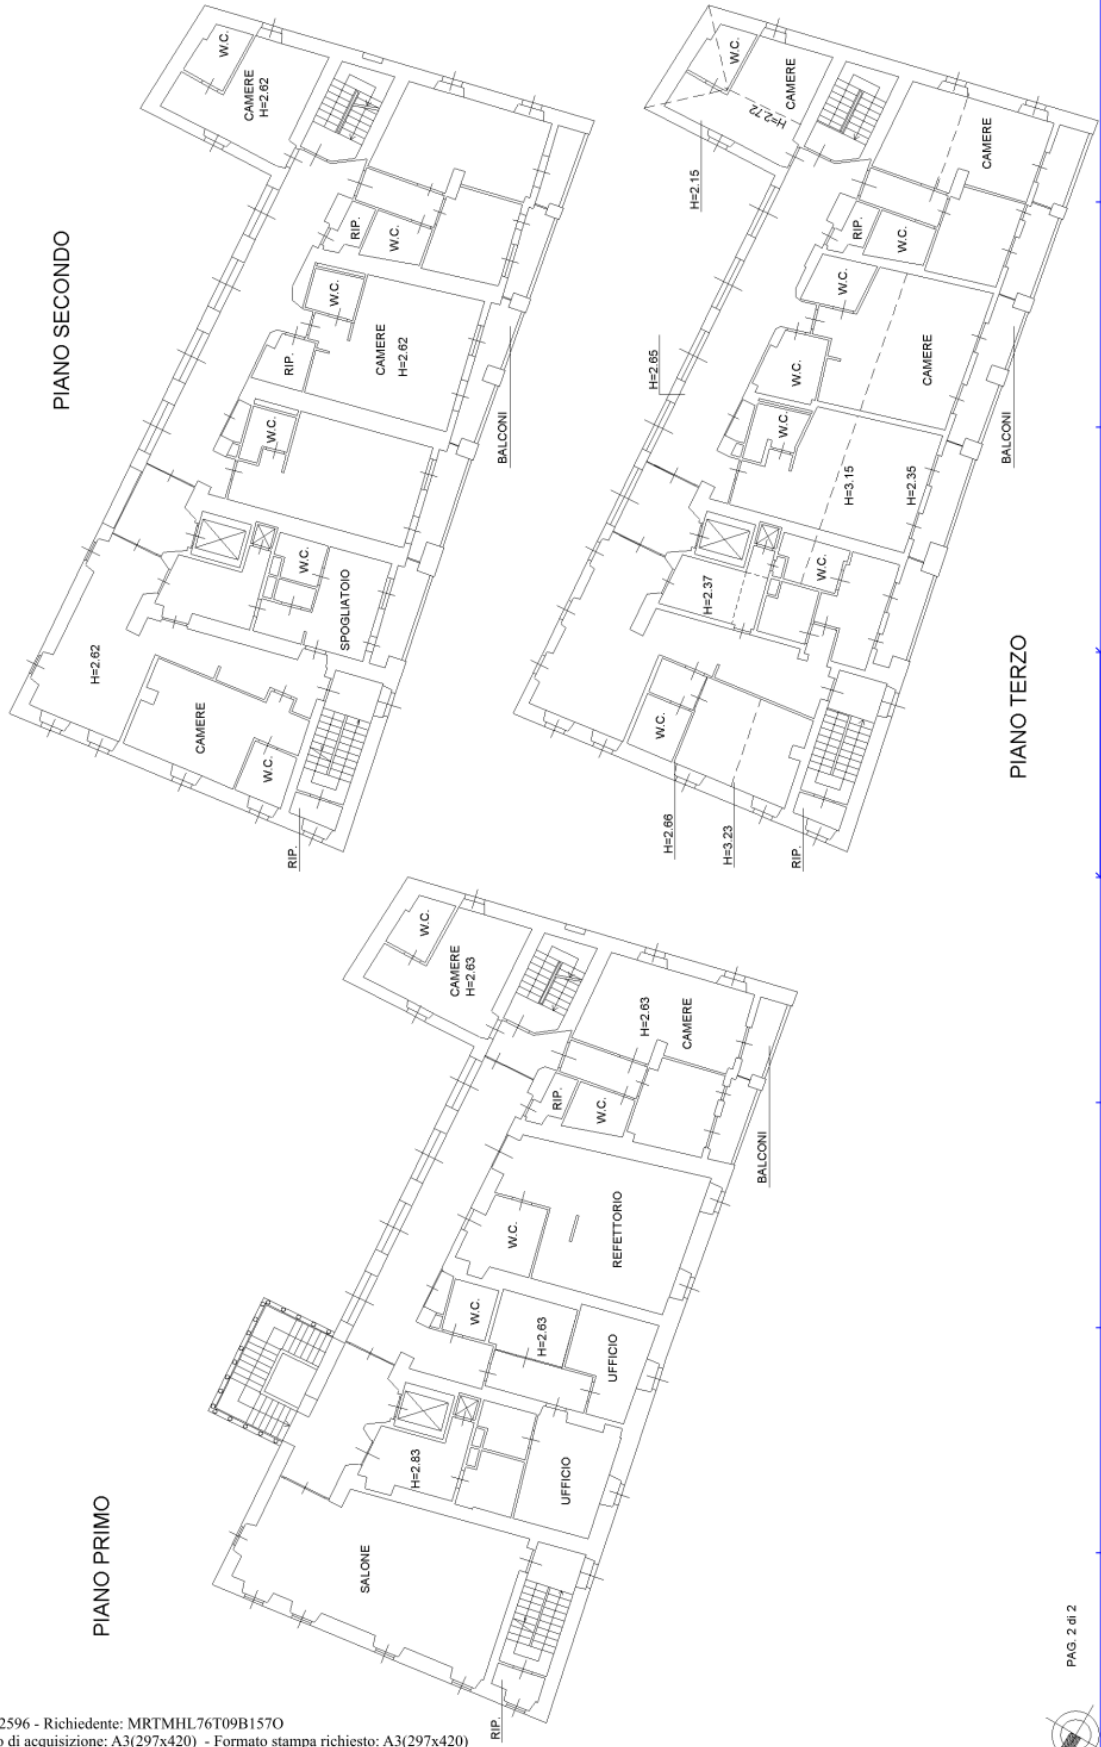 PIANO SECONDO
W.C.
CAMERE
H=2.62
RIP.
W.C.
W.C.
RIP.
CAMERE
H=2.62
W.C.
BALCONI
W.C.
SPOGLIATOIO
H=2.62
CAMERE
W.C.
RIP.
PIANO TERZO
W.C.
CAMERE
H=2.72
H=2.15
CAMERE
RIP.
W.C.
W.C.
H=2.65
W.C.
CAMERE
W.C.
BALCONI
H=3.15
H=2.35
W.C.
H=2.37
W.C.
H=2.66
H=3.23
RIP.
PIANO PRIMO
W.C.
CAMERE
H=2.63
H=2.63
CAMERE
RIP.
W.C.
BALCONI
W.C.
REFETTORIO
W.C.
H=2.63
UFFICIO
H=2.83
UFFICIO
SALONE
RIP.
PAG. 2 di 2
2596 - Richiedente: MRTMHL76T09B157O
o di acquisizione: A3(297x420) - Formato stampa richiesto: A3(297x420)